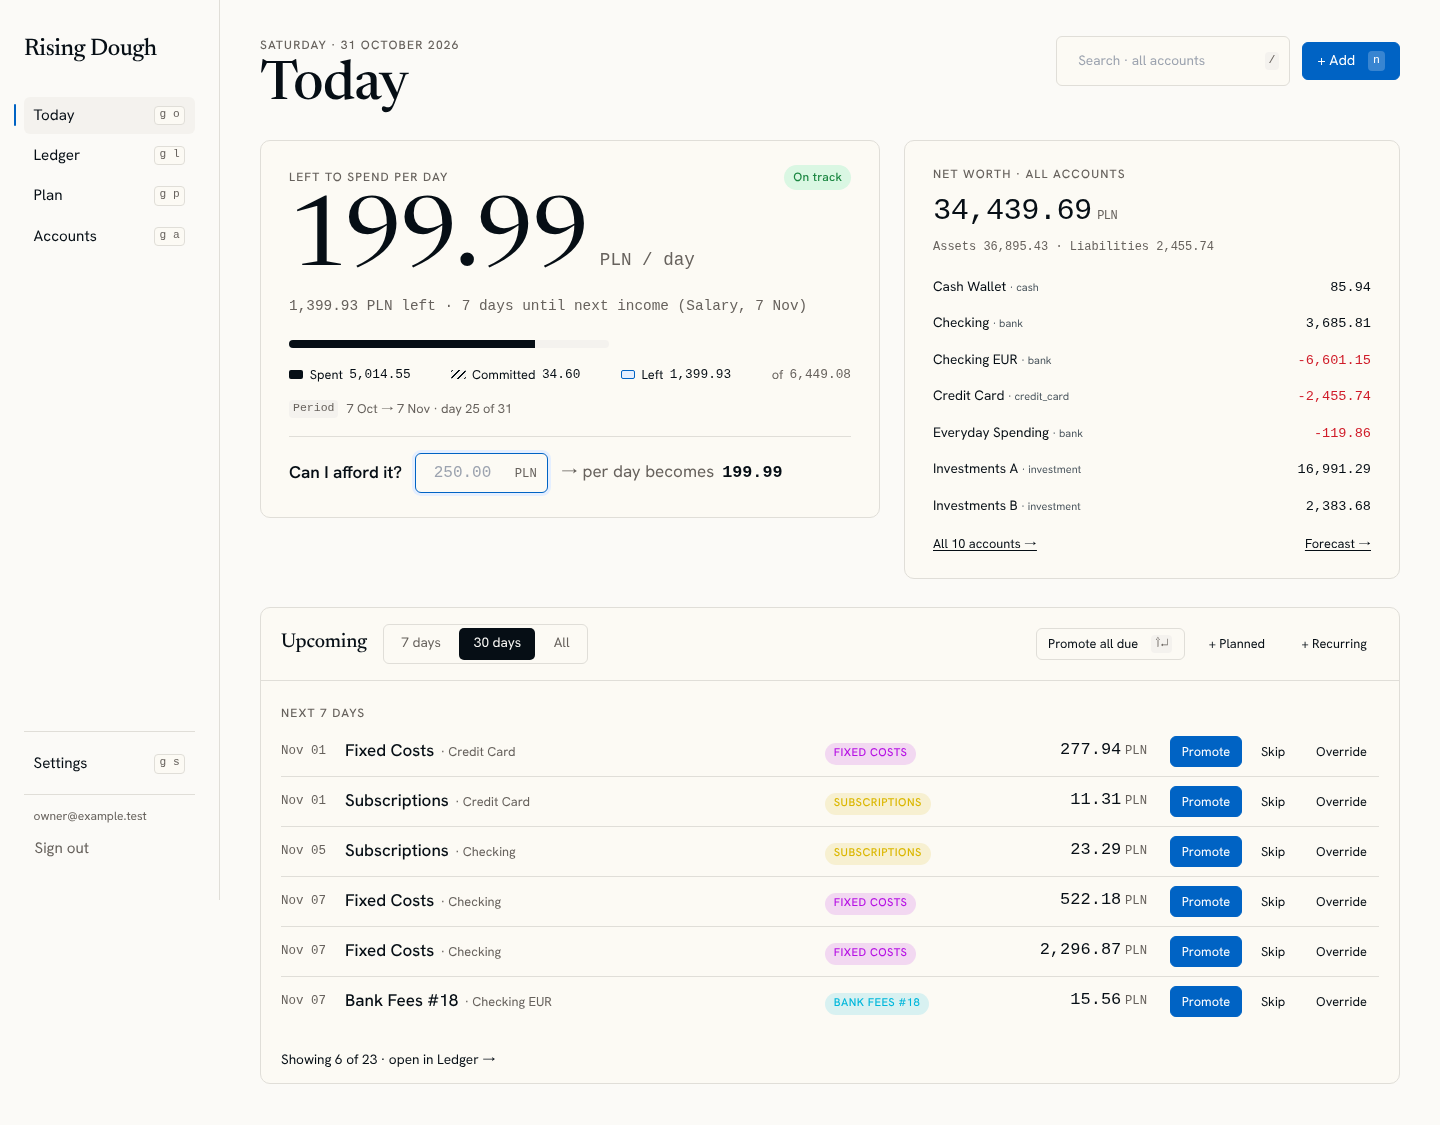 Rising Dough
Today g o
Ledger g l
Plan g p
Accounts g a
Settings g s
owner@example.test
Sign out
SATURDAY · 31 OCTOBER 2026
Today
Search · all accounts /
+ Add n
LEFT TO SPEND PER DAY
On track
199.99 PLN / day
1,399.93 PLN left · 7 days until next income (Salary, 7 Nov)
Spent 5,014.55 Committed 34.60 Left 1,399.93 of 6,449.08
Period 7 Oct → 7 Nov · day 25 of 31
Can I afford it? 250.00 PLN → per day becomes 199.99
NET WORTH · ALL ACCOUNTS
34,439.69 PLN
Assets 36,895.43 · Liabilities 2,455.74
Cash Wallet · cash 85.94
Checking · bank 3,685.81
Checking EUR · bank -6,601.15
Credit Card · credit_card -2,455.74
Everyday Spending · bank -119.86
Investments A · investment 16,991.29
Investments B · investment 2,383.68
All 10 accounts → Forecast →
Upcoming 7 days 30 days All
Promote all due ⇧↵ + Planned + Recurring
NEXT 7 DAYS
Nov 01 Fixed Costs · Credit Card FIXED COSTS 277.94 PLN Promote Skip Override
Nov 01 Subscriptions · Credit Card SUBSCRIPTIONS 11.31 PLN Promote Skip Override
Nov 05 Subscriptions · Checking SUBSCRIPTIONS 23.29 PLN Promote Skip Override
Nov 07 Fixed Costs · Checking FIXED COSTS 522.18 PLN Promote Skip Override
Nov 07 Fixed Costs · Checking FIXED COSTS 2,296.87 PLN Promote Skip Override
Nov 07 Bank Fees #18 · Checking EUR BANK FEES #18 15.56 PLN Promote Skip Override
Showing 6 of 23 · open in Ledger →